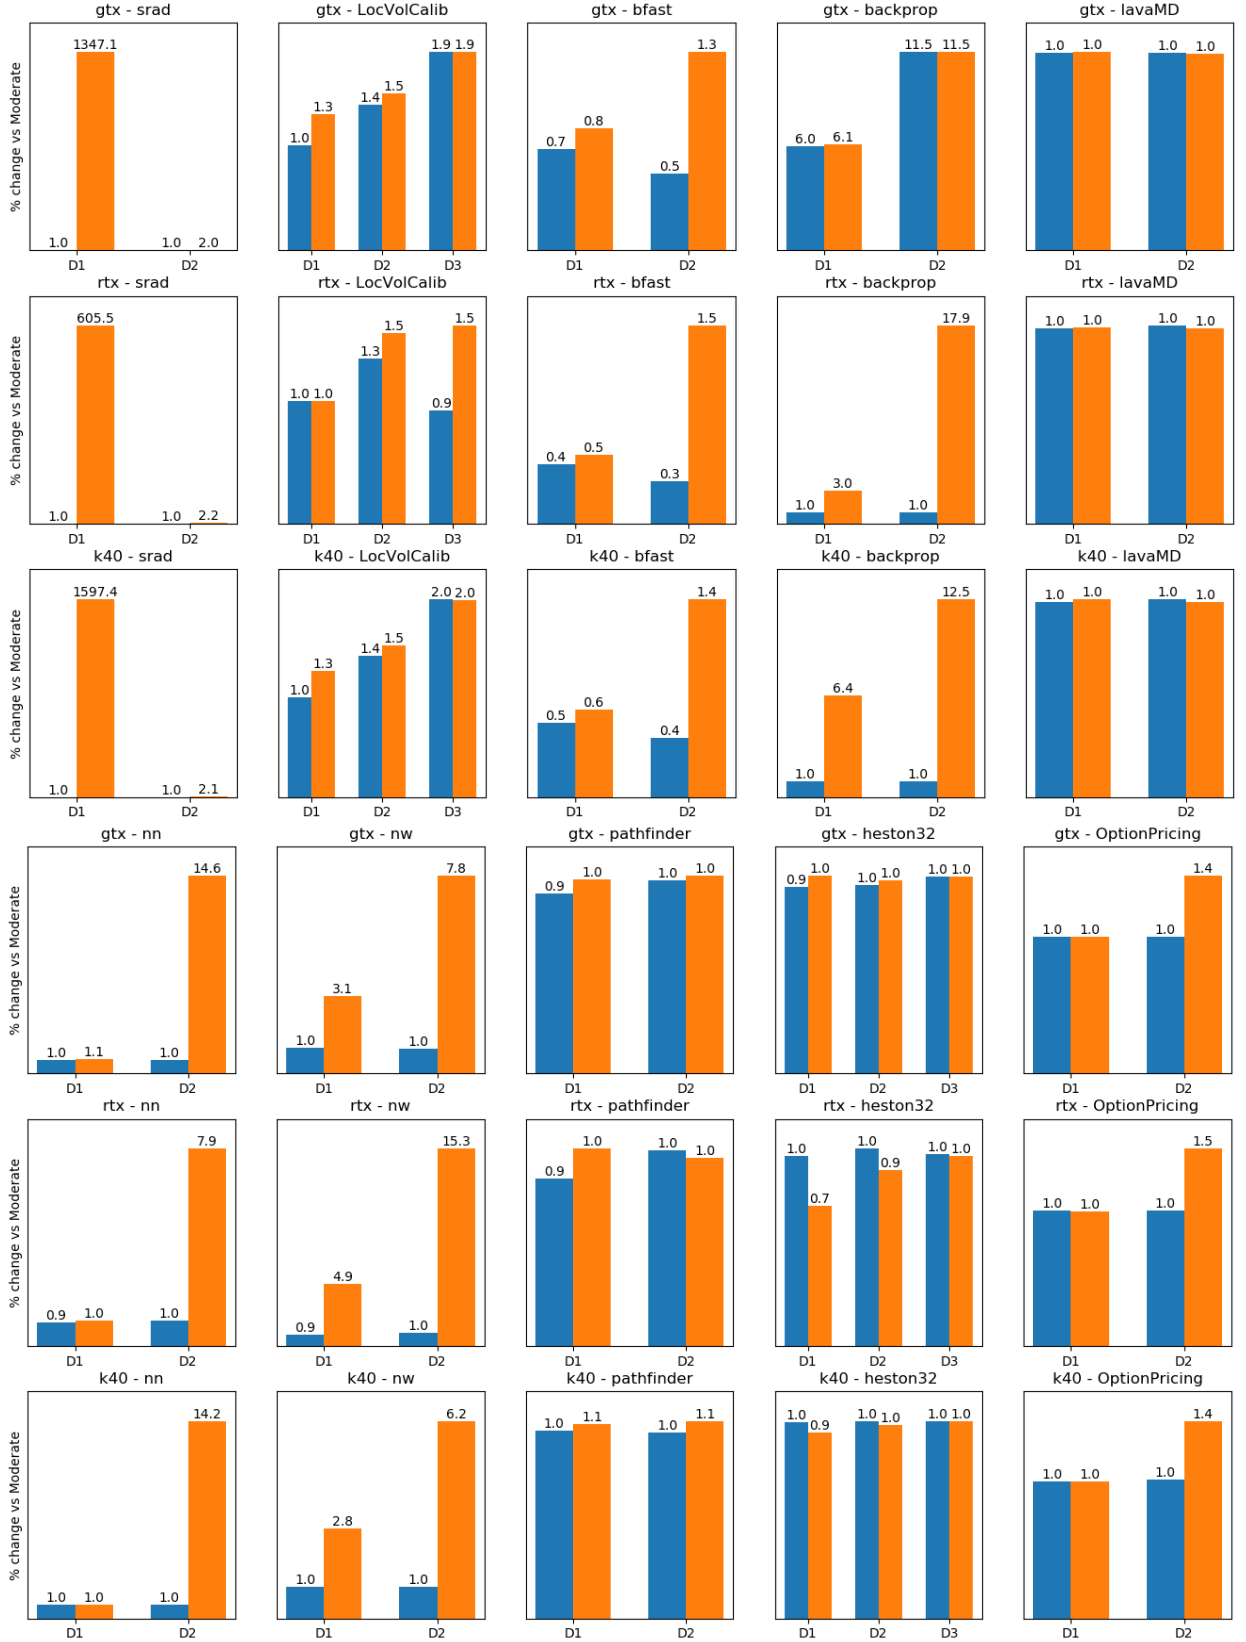 gtx - srad
gtx - LocVolCalib
gtx - bfast
gtx - backprop
gtx - lavaMD
% change vs Moderate
1347.1
1.0
1.0 2.0
D1 D2
1.0 1.3 1.4 1.5 1.9 1.9
D1 D2 D3
0.7 0.8 0.5 1.3
D1 D2
6.0 6.1 11.5 11.5
D1 D2
1.0 1.0 1.0 1.0
D1 D2
rtx - srad
rtx - LocVolCalib
rtx - bfast
rtx - backprop
rtx - lavaMD
% change vs Moderate
605.5
1.0
1.0 2.2
D1 D2
1.0 1.0 1.3 1.5 0.9 1.5
D1 D2 D3
0.4 0.5 0.3 1.5
D1 D2
1.0 3.0 1.0 17.9
D1 D2
1.0 1.0 1.0 1.0
D1 D2
k40 - srad
k40 - LocVolCalib
k40 - bfast
k40 - backprop
k40 - lavaMD
% change vs Moderate
1597.4
1.0
1.0 2.1
D1 D2
1.0 1.3 1.4 1.5 2.0 2.0
D1 D2 D3
0.5 0.6 0.4 1.4
D1 D2
1.0 6.4 1.0 12.5
D1 D2
1.0 1.0 1.0 1.0
D1 D2
gtx - nn
gtx - nw
gtx - pathfinder
gtx - heston32
gtx - OptionPricing
% change vs Moderate
1.0 1.1 1.0 14.6
D1 D2
1.0 3.1 1.0 7.8
D1 D2
0.9 1.0 1.0 1.0
D1 D2
0.9 1.0 1.0 1.0 1.0 1.0
D1 D2 D3
1.0 1.0 1.0 1.4
D1 D2
rtx - nn
rtx - nw
rtx - pathfinder
rtx - heston32
rtx - OptionPricing
% change vs Moderate
0.9 1.0 1.0 7.9
D1 D2
0.9 4.9 1.0 15.3
D1 D2
0.9 1.0 1.0 1.0
D1 D2
1.0 0.7 1.0 0.9 1.0 1.0
D1 D2 D3
1.0 1.0 1.0 1.5
D1 D2
k40 - nn
k40 - nw
k40 - pathfinder
k40 - heston32
k40 - OptionPricing
% change vs Moderate
1.0 1.0 1.0 14.2
D1 D2
1.0 2.8 1.0 6.2
D1 D2
1.0 1.1 1.0 1.1
D1 D2
1.0 0.9 1.0 1.0 1.0 1.0
D1 D2 D3
1.0 1.0 1.0 1.4
D1 D2